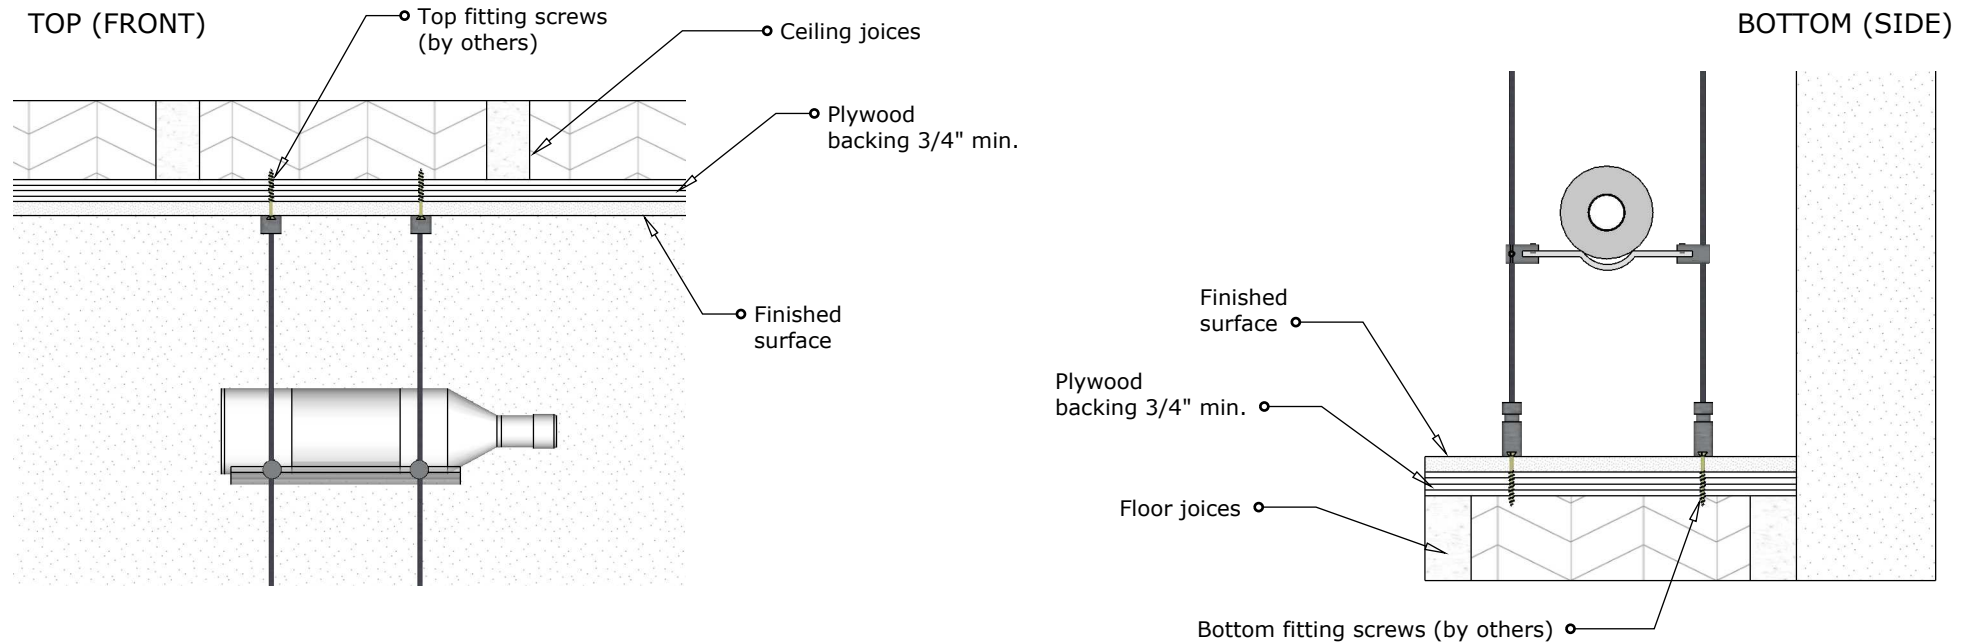 TOP (FRONT)
Top fitting screws
(by others)
Ceiling joices
Plywood
backing 3/4" min.
Finished
surface
BOTTOM (SIDE)
Finished
surface
Plywood
backing 3/4" min.
Floor joices
Bottom fitting screws (by others)